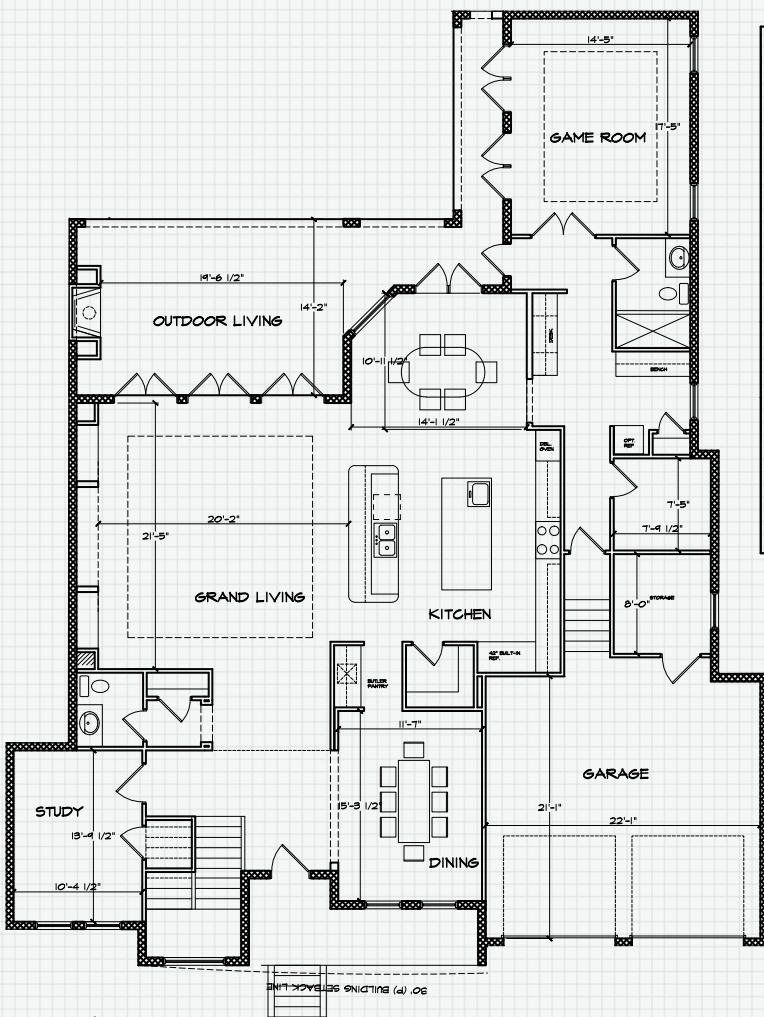 14'-5"
17'-5"
GAME ROOM
19'-6 1/2"
14'-2"
OUTDOOR LIVING
DESK
10'-11 1/2"
BENCH
14'-1 1/2"
DBL.
OVEN
OPT.
REF
7'-5"
20'-2"
7'-9 1/2"
21'-5"
GRAND LIVING
8'-0"
STORAGE
KITCHEN
42" BUILT-IN
REF.
BUTLER
PANTRY
11'-7"
GARAGE
STUDY
15'-3 1/2"
21'-1"
22'-1"
13'-9 1/2"
DINING
10'-4 1/2"
30' (P) BUILDING SETBACK LINE